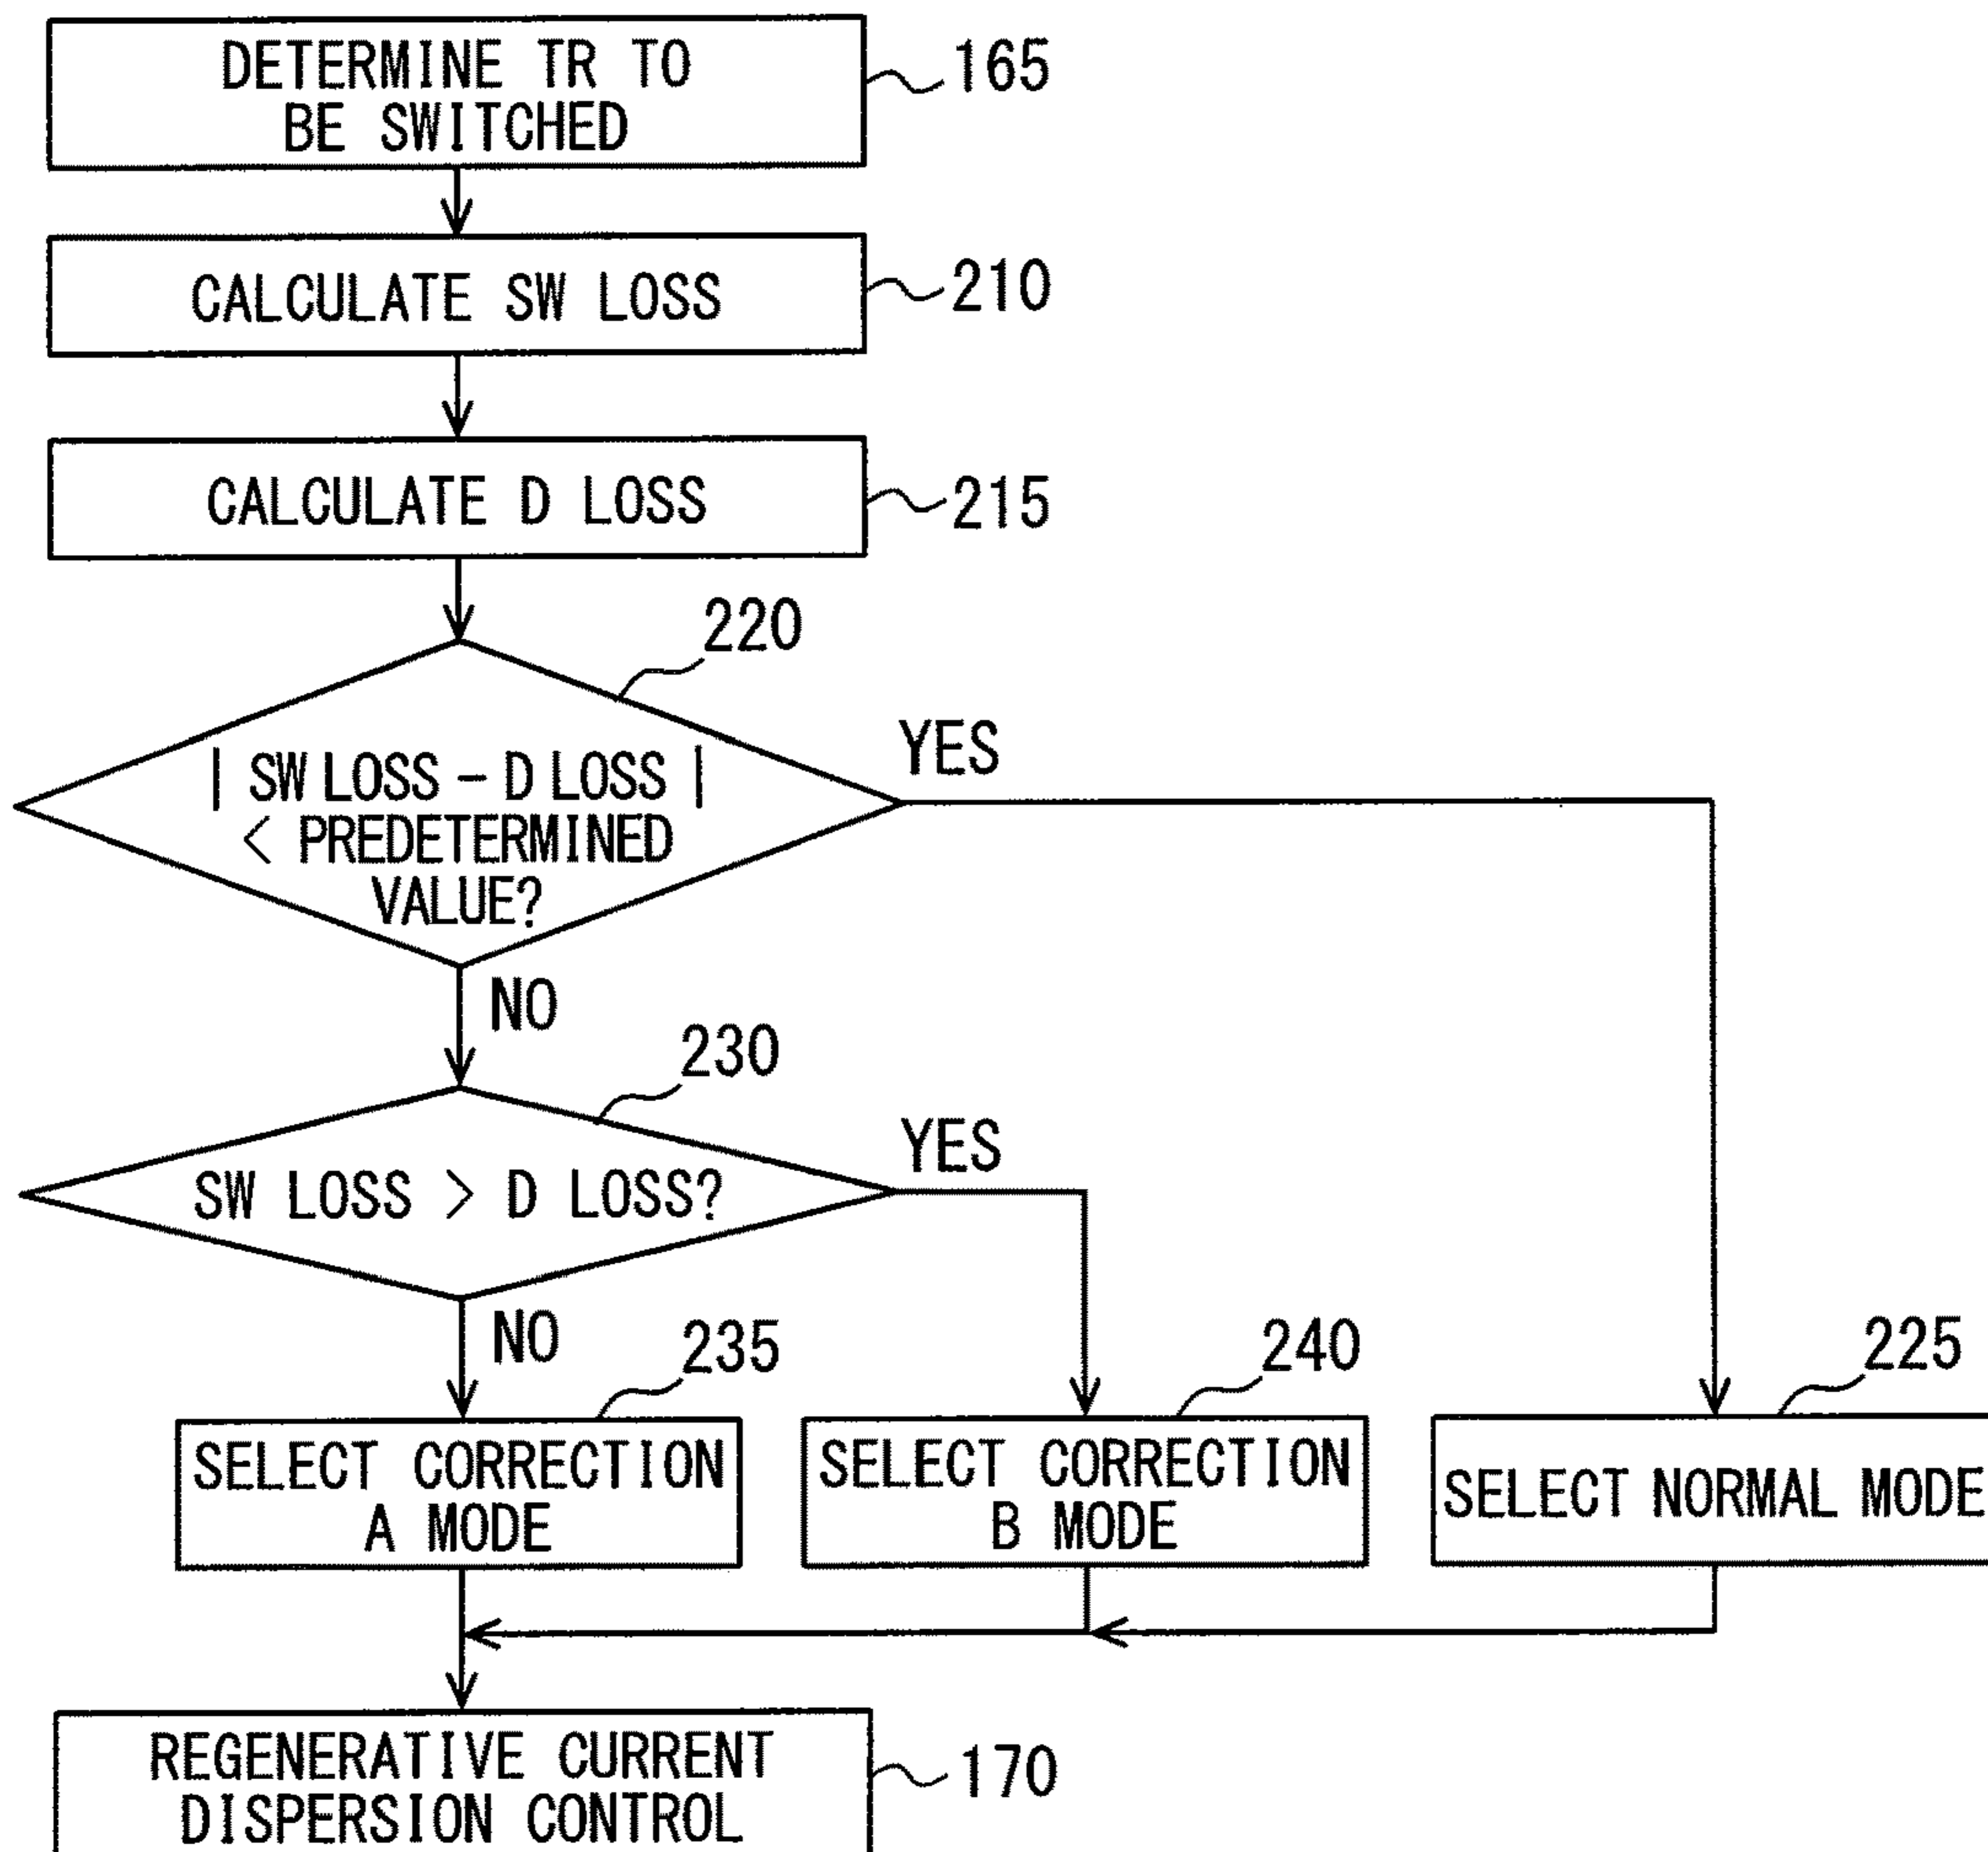 DETERMINE TR TO
BE SWITCHED
165
CALCULATE SW LOSS
210
CALCULATE D LOSS
215
220
| SW LOSS – D LOSS |
< PREDETERMINED
VALUE?
YES
NO
230
SW LOSS > D LOSS?
YES
NO
235
240
225
SELECT CORRECTION
A MODE
SELECT CORRECTION
B MODE
SELECT NORMAL MODE
REGENERATIVE CURRENT
DISPERSION CONTROL
170